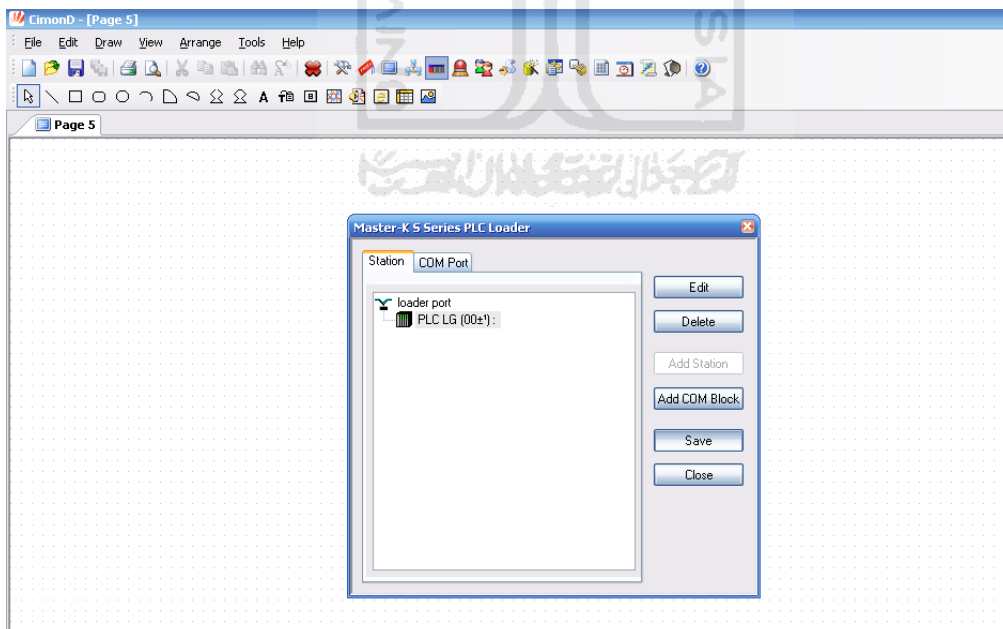 CimonD - [Page 5]
File Edit Draw View Arrange Tools Help
A
Page 5
Master-K S Series PLC Loader
Station COM Port
loader port
PLC LG (00±¹) :
Edit
Delete
Add Station
Add COM Block
Save
Close